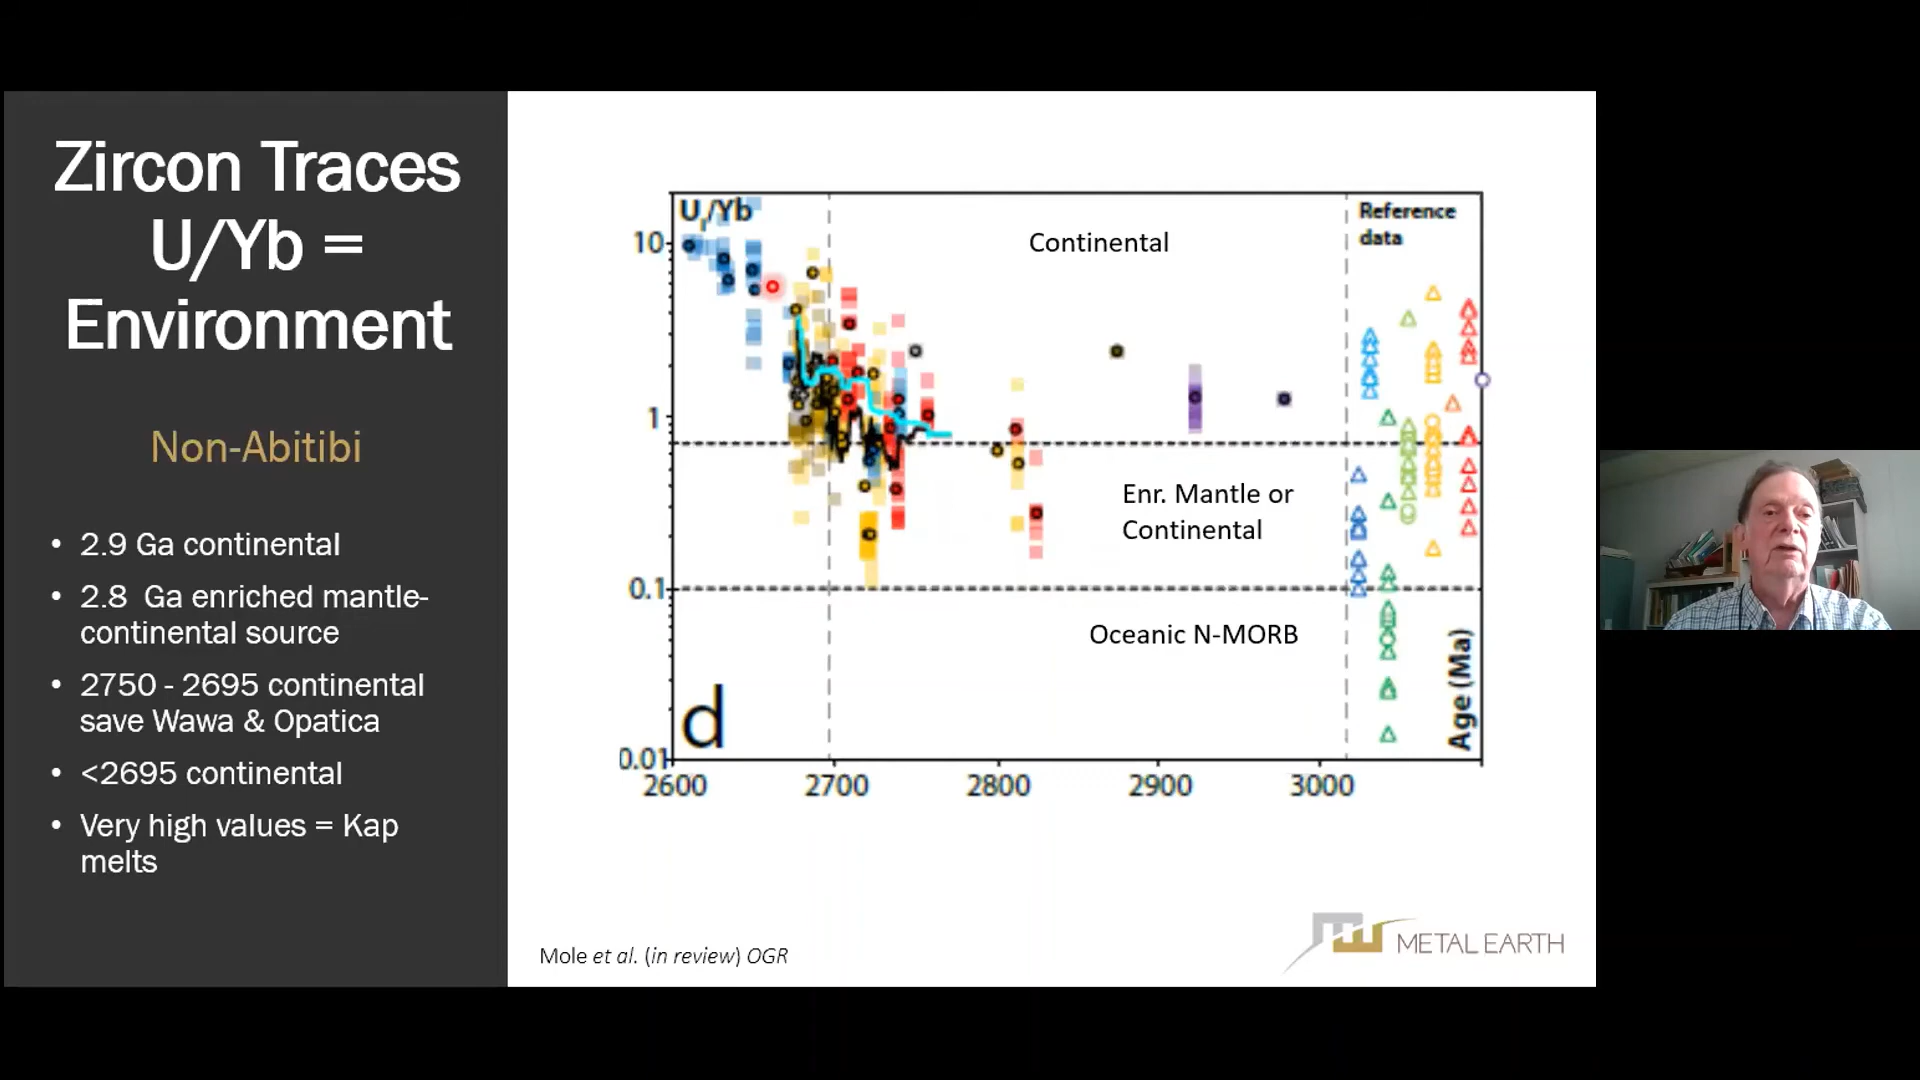 Zircon Traces
U/Yb =
Environment
Non-Abitibi
• 2.9 Ga continental
• 2.8 Ga enriched mantle-
continental source
• 2750 - 2695 continental
save Wawa & Opatica
• <2695 continental
• Very high values = Kap
melts
Ui/Yb
10
1
0.1
0.01
Continental
Reference
data
Enr. Mantle or
Continental
Oceanic N-MORB
Age (Ma)
d
2600 2700 2800 2900 3000
Mole et al. (in review) OGR
METAL EARTH